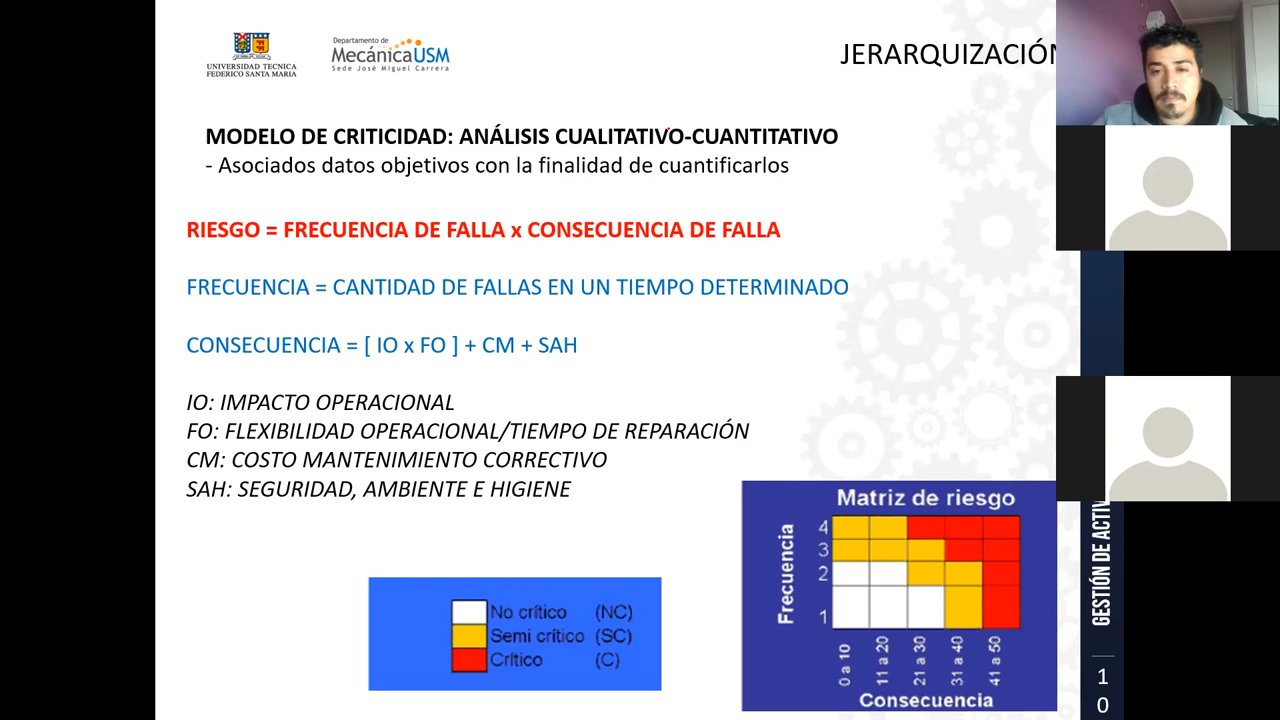 UNIVERSIDAD TECNICA
FEDERICO SANTA MARIA
Departamento de
MecánicaUSM
Sede José Miguel Carrera
JERARQUIZACIÓN
MODELO DE CRITICIDAD: ANÁLISIS CUALITATIVO-CUANTITATIVO
- Asociados datos objetivos con la finalidad de cuantificarlos
RIESGO = FRECUENCIA DE FALLA x CONSECUENCIA DE FALLA
FRECUENCIA = CANTIDAD DE FALLAS EN UN TIEMPO DETERMINADO
CONSECUENCIA = [ IO x FO ] + CM + SAH
IO: IMPACTO OPERACIONAL
FO: FLEXIBILIDAD OPERACIONAL/TIEMPO DE REPARACIÓN
CM: COSTO MANTENIMIENTO CORRECTIVO
SAH: SEGURIDAD, AMBIENTE E HIGIENE
No crítico (NC)
Semi crítico (SC)
Crítico (C)
Matriz de riesgo
Frecuencia
4
3
2
1
0 a 10
11 a 20
21 a 30
31 a 40
41 a 50
Consecuencia
GESTIÓN DE ACTIV
1
0